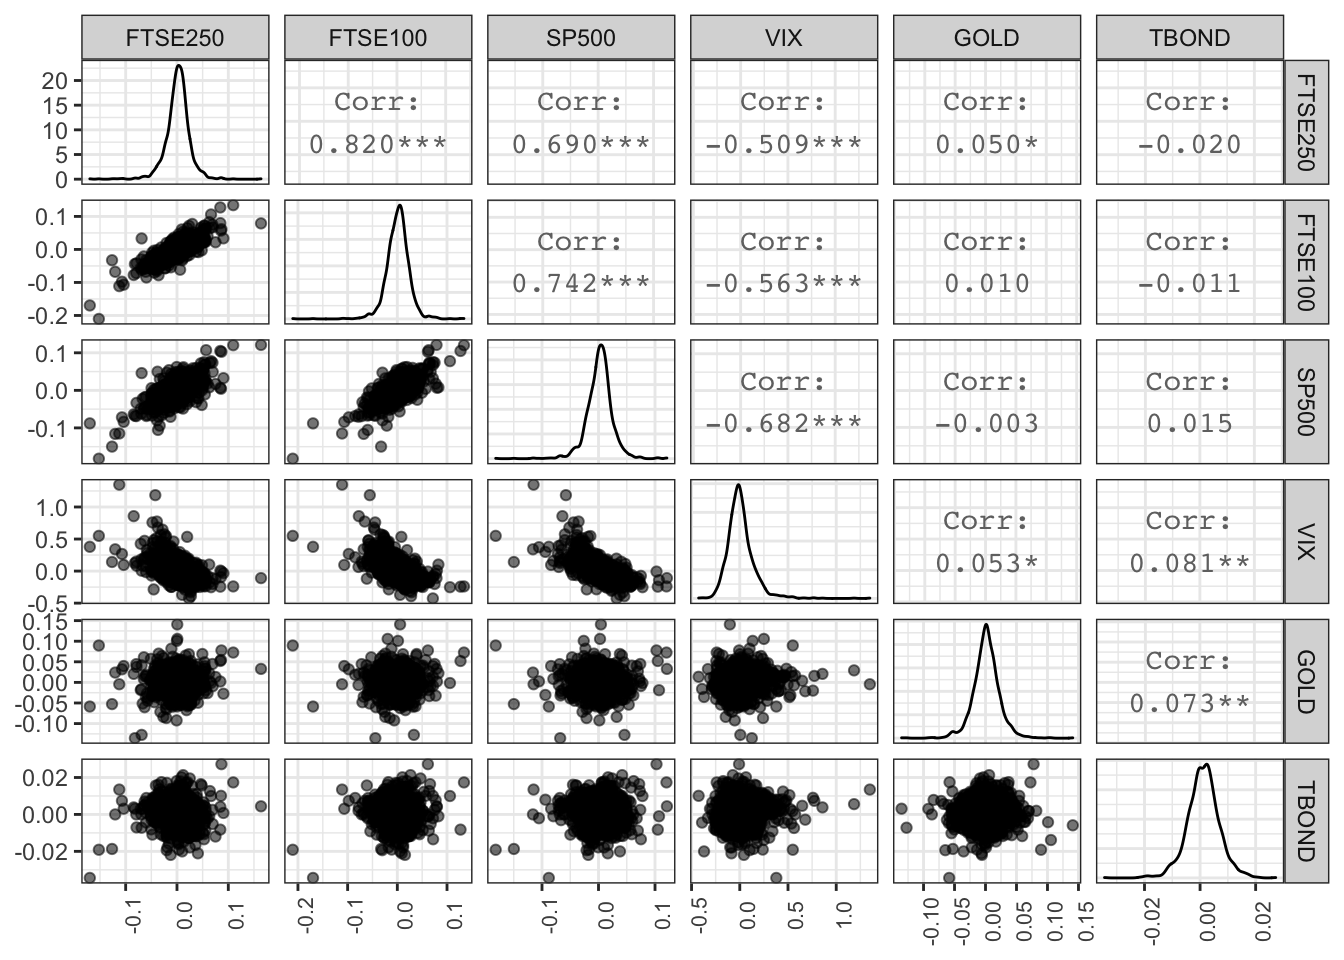 FTSE250 FTSE100 SP500 VIX GOLD TBOND
20
15
10
5
0
Corr: Corr: Corr: Corr: Corr:
0.820*** 0.690*** -0.509*** 0.050* -0.020
FTSE250
0.1
0.0
-0.1
-0.2
Corr: Corr: Corr: Corr:
0.742*** -0.563*** 0.010 -0.011
FTSE100
0.1
0.0
-0.1
Corr: Corr: Corr:
-0.682*** -0.003 0.015
SP500
1.0
0.5
0.0
-0.5
Corr: Corr:
0.053* 0.081**
VIX
0.15
0.10
0.05
0.00
-0.05
-0.10
Corr:
0.073**
GOLD
0.02
0.00
-0.02
TBOND
-0.1 0.0 0.1 -0.2 -0.1 0.0 0.1 -0.1 0.0 0.1 -0.5 0.0 0.5 1.0 -0.10 -0.05 0.00 0.05 0.10 0.15 -0.02 0.00 0.02